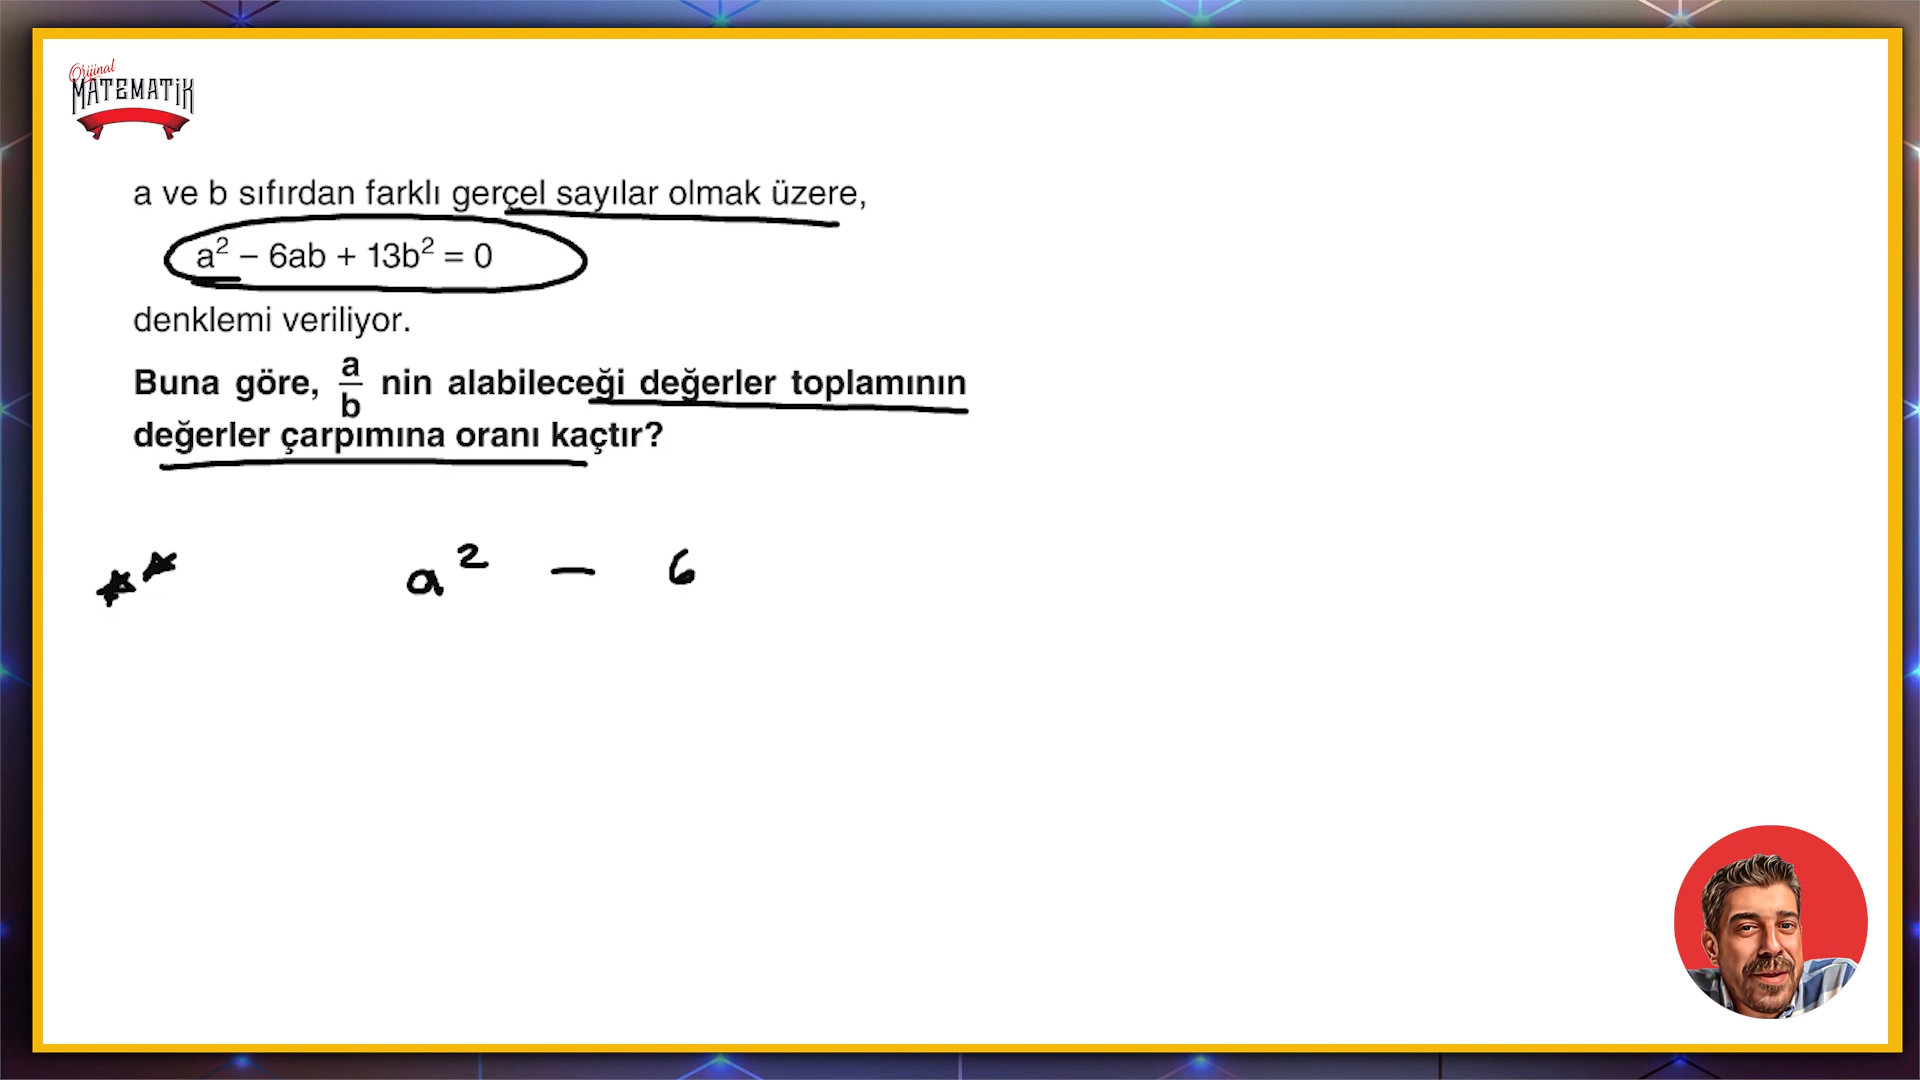 Orijinal
MATEMATİK
a ve b sıfırdan farklı gerçel sayılar olmak üzere,
a² – 6ab + 13b² = 0
denklemi veriliyor.
Buna göre, a/b nin alabileceği değerler toplamının
değerler çarpımına oranı kaçtır?
a² – 6